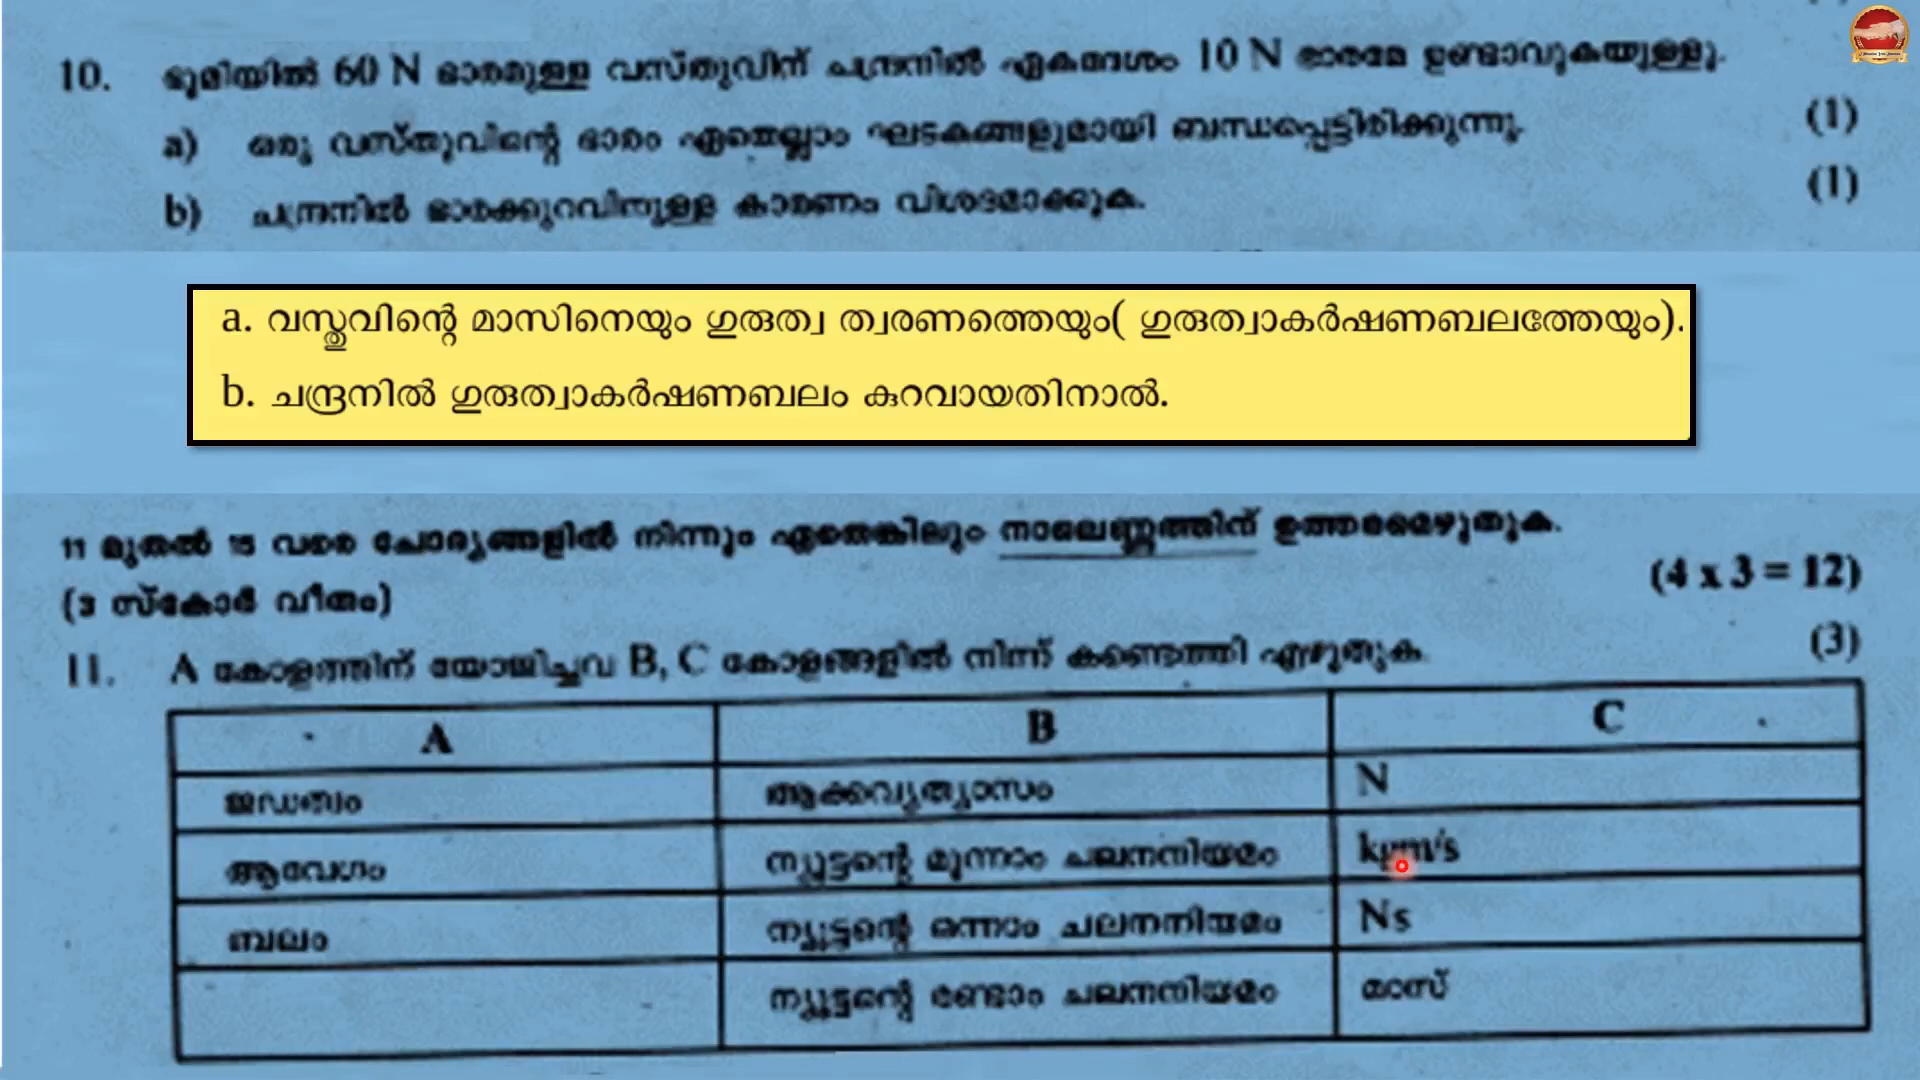 10. ഭൂമിയിൽ 60 N ഭാരമുള്ള വസ്തുവിന് ചന്ദ്രനിൽ ഏകദേശം 10 N ഭാരമേ ഉണ്ടാവുകയുള്ളൂ.
a) ഒരു വസ്തുവിന്റെ ഭാരം ഏതെല്ലാം ഘടകങ്ങളുമായി ബന്ധപ്പെട്ടിരിക്കുന്നു. (1)
b) ചന്ദ്രനിൽ ഭാരക്കുറവിനുള്ള കാരണം വിശദമാക്കുക. (1)
a. വസ്തുവിന്റെ മാസിനെയും ഗുരുത്വ ത്വരണത്തെയും( ഗുരുത്വാകർഷണബലത്തേയും).
b. ചന്ദ്രനിൽ ഗുരുത്വാകർഷണബലം കുറവായതിനാൽ.
11 മുതൽ 15 വരെ ചോദ്യങ്ങളിൽ നിന്നും ഏതെങ്കിലും നാലെണ്ണത്തിന് ഉത്തരമെഴുതുക.
(3 സ്കോർ വീതം) (4 x 3 = 12)
11. A കോളത്തിന് യോജിച്ചവ B, C കോളങ്ങളിൽ നിന്ന് കണ്ടെത്തി എഴുതുക. (3)
A B C
ജഡത്വം ആക്കവ്യത്യാസം N
ആവേഗം ന്യൂട്ടന്റെ മൂന്നാം ചലനനിയമം kgm/s
ബലം ന്യൂട്ടന്റെ ഒന്നാം ചലനനിയമം Ns
ന്യൂട്ടന്റെ രണ്ടാം ചലനനിയമം മാസ്